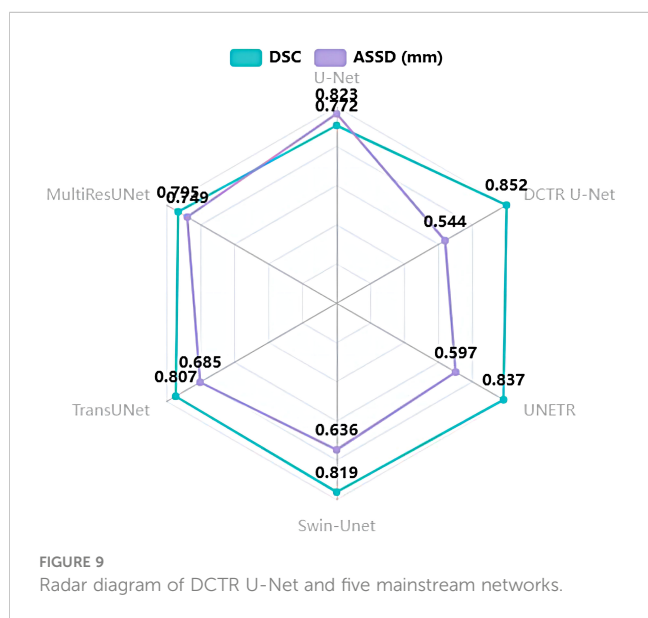 DSC ASSD (mm)
U-Net
0.823
0.772
0.852
DCTR U-Net
0.795
MultiResUNet
0.749
0.544
0.597
0.837
UNETR
0.685
0.807
TransUNet
0.636
0.819
Swin-Unet
FIGURE 9
Radar diagram of DCTR U-Net and five mainstream networks.